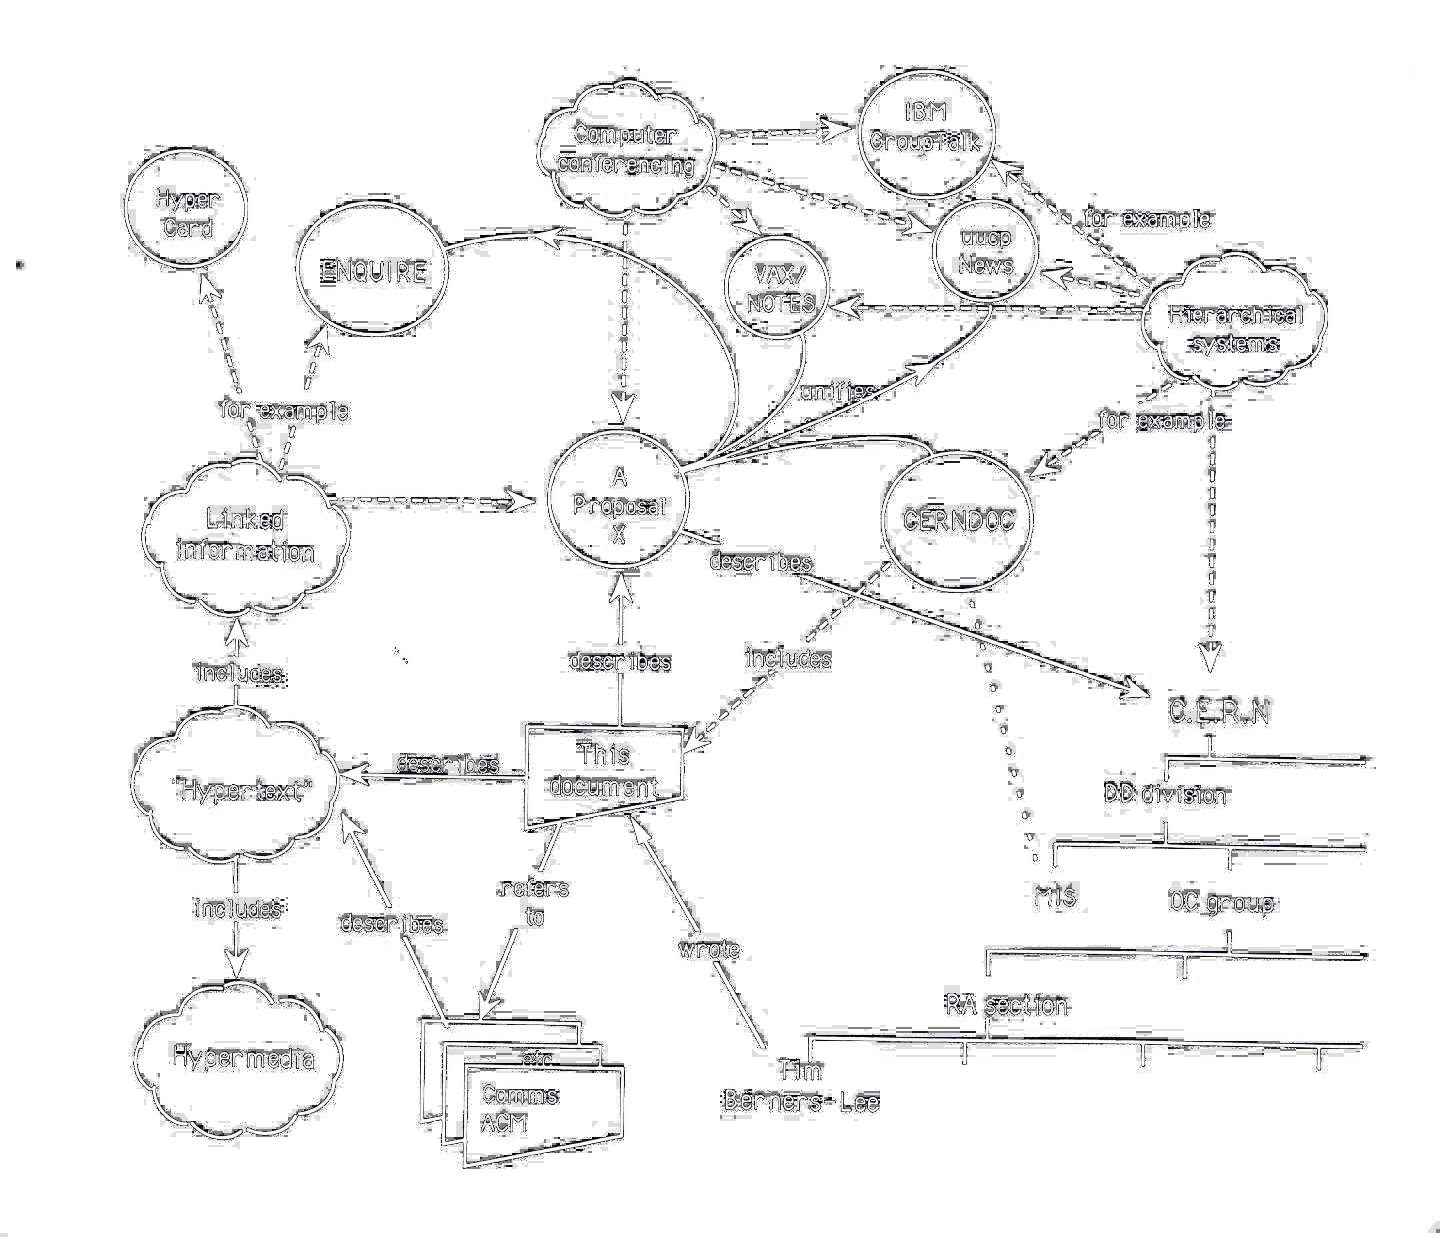 IBM
GroupTalk
Computer
conferencing
Hyper
Card
for example
uucp
News
ENQUIRE
VAX/
NOTES
Hierarchical
systems
unifies
for example
for example
A
Proposal
X
Linked
information
CERNDOC
describes
includes
describes
includes
C.E.R.N
This
document
describes
"Hypertext"
DD division
refers
to
MIS
OC group
includes
describes
wrote
RA section
Hypermedia
etc
Tim
Berners-Lee
Comms
ACM